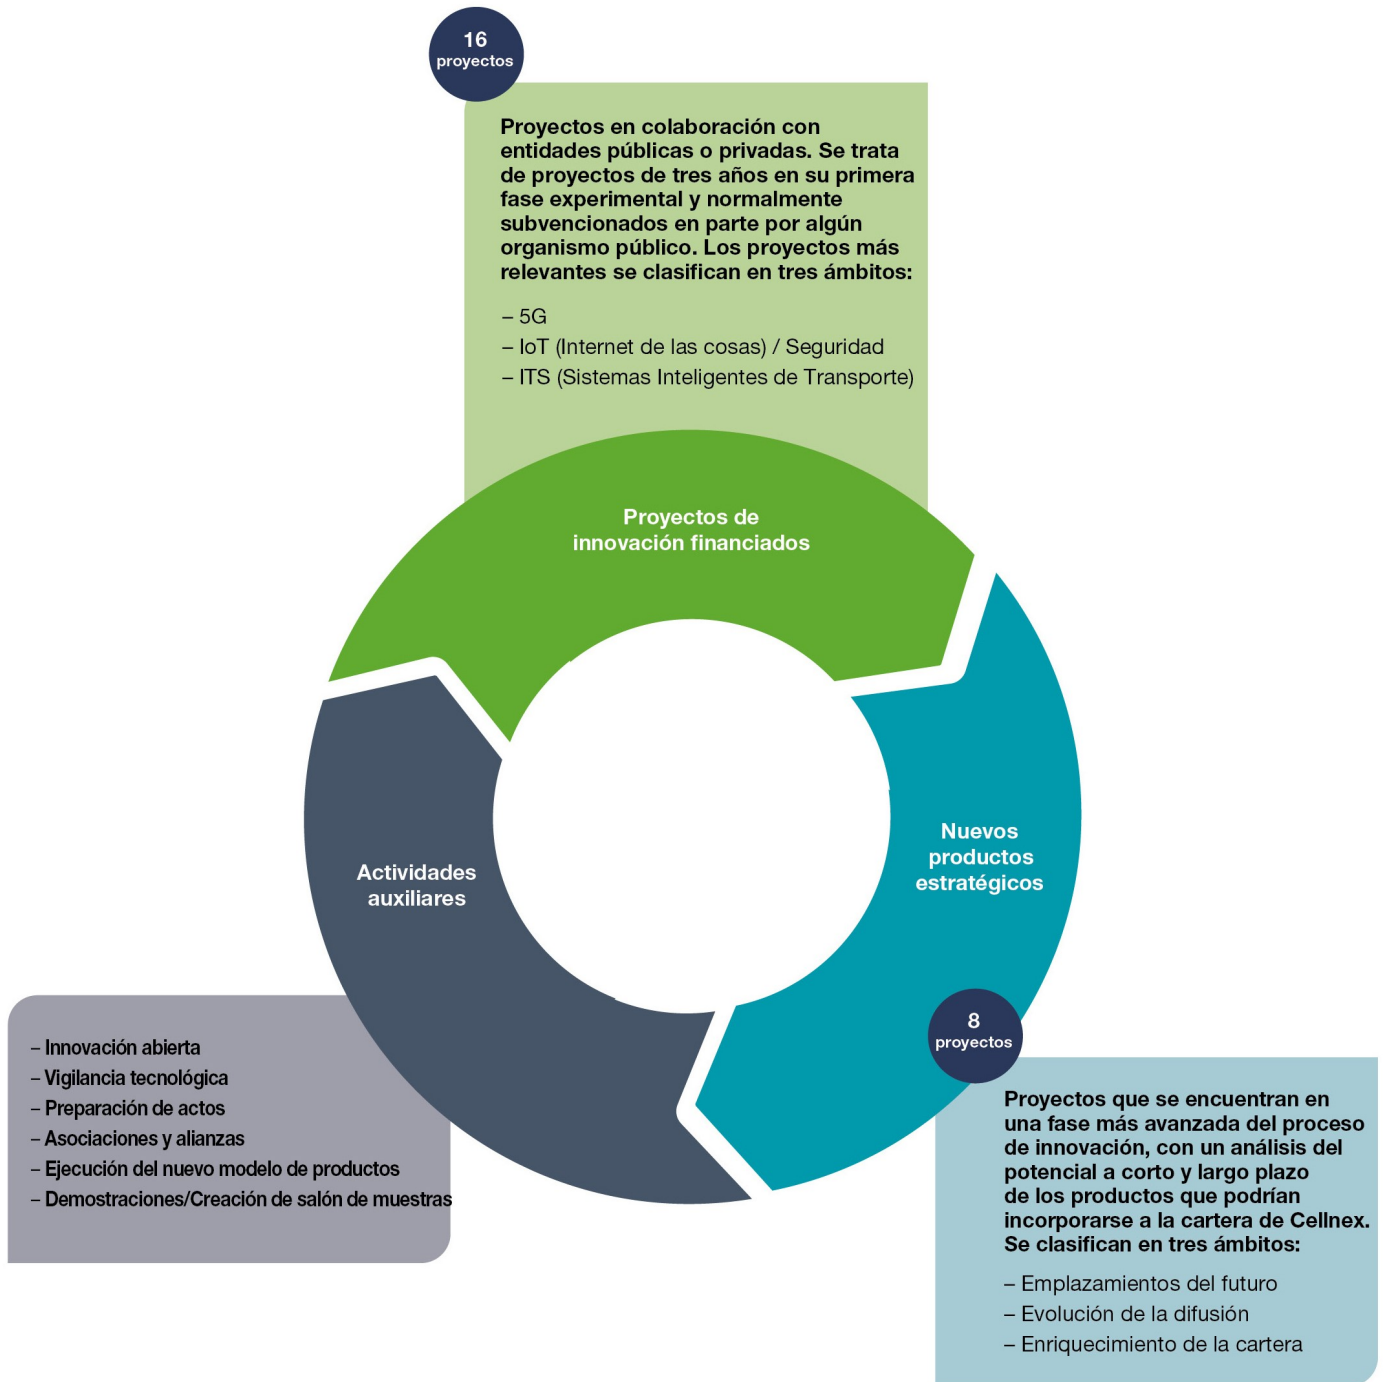 16
proyectos
Proyectos en colaboración con
entidades públicas o privadas. Se trata
de proyectos de tres años en su primera
fase experimental y normalmente
subvencionados en parte por algún
organismo público. Los proyectos más
relevantes se clasifican en tres ámbitos:
– 5G
– IoT (Internet de las cosas) / Seguridad
– ITS (Sistemas Inteligentes de Transporte)
Proyectos de
innovación financiados
Nuevos
productos
estratégicos
Actividades
auxiliares
– Innovación abierta
– Vigilancia tecnológica
– Preparación de actos
– Asociaciones y alianzas
– Ejecución del nuevo modelo de productos
– Demostraciones/Creación de salón de muestras
8
proyectos
Proyectos que se encuentran en
una fase más avanzada del proceso
de innovación, con un análisis del
potencial a corto y largo plazo
de los productos que podrían
incorporarse a la cartera de Cellnex.
Se clasifican en tres ámbitos:
– Emplazamientos del futuro
– Evolución de la difusión
– Enriquecimiento de la cartera